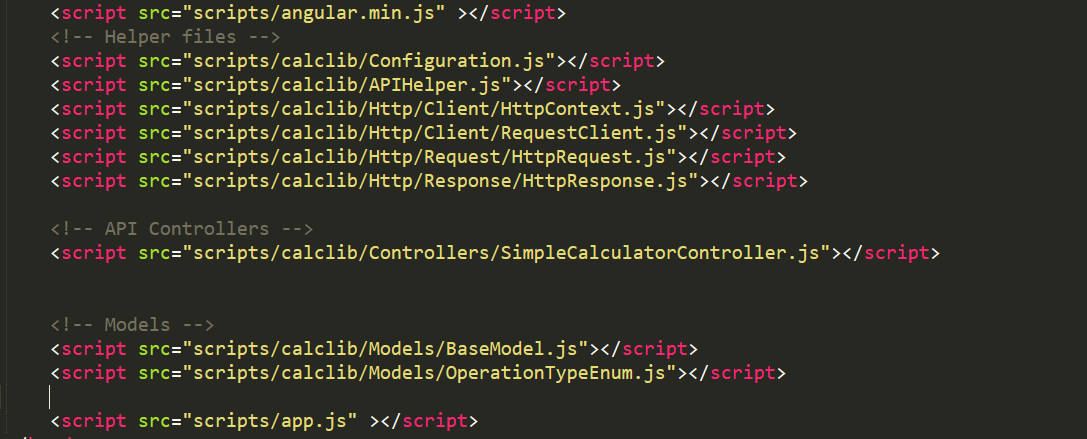 <script src="scripts/angular.min.js" ></script>
<!-- Helper files -->
<script src="scripts/calclib/Configuration.js"></script>
<script src="scripts/calclib/APIHelper.js"></script>
<script src="scripts/calclib/Http/Client/HttpContext.js"></script>
<script src="scripts/calclib/Http/Client/RequestClient.js"></script>
<script src="scripts/calclib/Http/Request/HttpRequest.js"></script>
<script src="scripts/calclib/Http/Response/HttpResponse.js"></script>
<!-- API Controllers -->
<script src="scripts/calclib/Controllers/SimpleCalculatorController.js"></script>
<!-- Models -->
<script src="scripts/calclib/Models/BaseModel.js"></script>
<script src="scripts/calclib/Models/OperationTypeEnum.js"></script>
<script src="scripts/app.js" ></script>